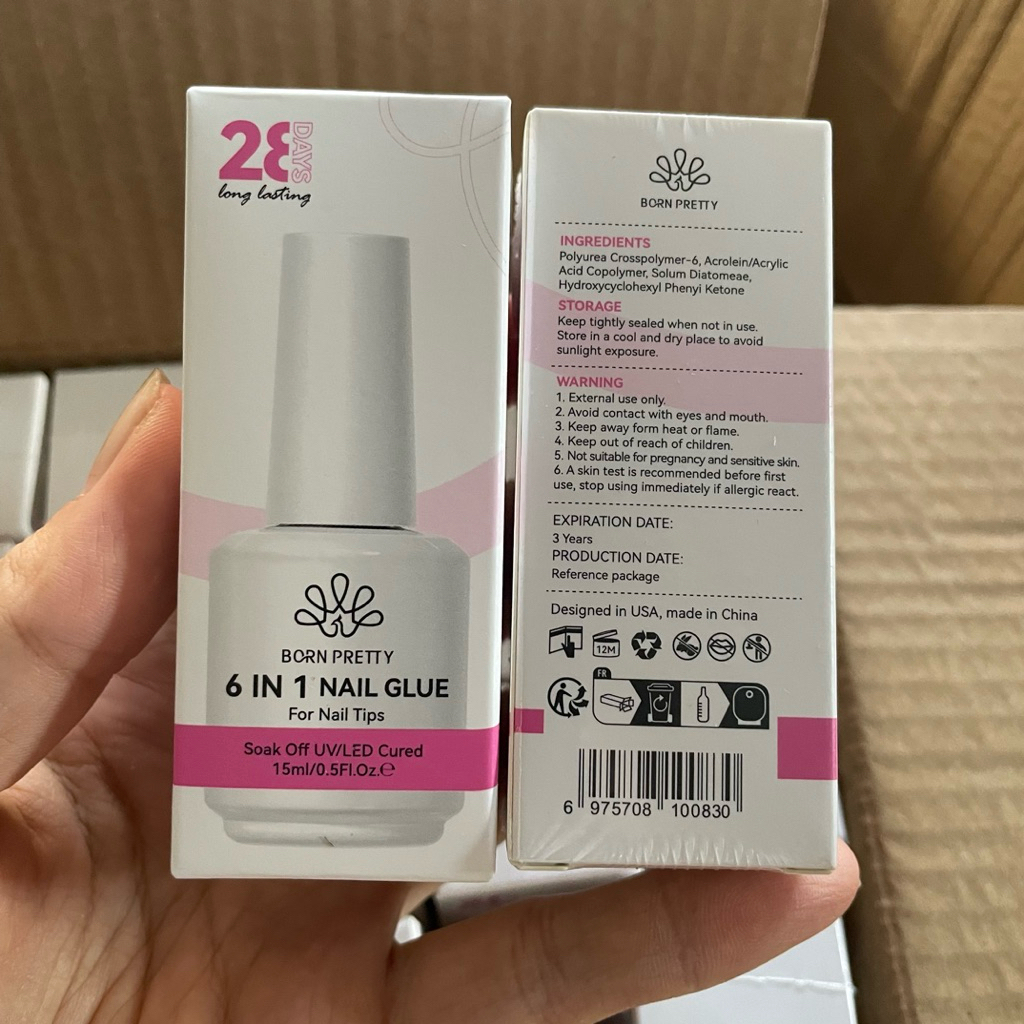 28
DAYS
long lasting
BORN PRETTY
6 IN 1 NAIL GLUE
For Nail Tips
Soak Off UV/LED Cured
15ml/0.5Fl.Oz.℮
BORN PRETTY
INGREDIENTS
Polyurea Crosspolymer-6, Acrolein/Acrylic
Acid Copolymer, Solum Diatomeae,
Hydroxycyclohexyl Phenyi Ketone
STORAGE
Keep tightly sealed when not in use.
Store in a cool and dry place to avoid
sunlight exposure.
WARNING
1. External use only.
2. Avoid contact with eyes and mouth.
3. Keep away form heat or flame.
4. Keep out of reach of children.
5. Not suitable for pregnancy and sensitive skin.
6. A skin test is recommended before first
use, stop using immediately if allergic react.
EXPIRATION DATE:
3 Years
PRODUCTION DATE:
Reference package
Designed in USA, made in China
12M
FR
6 975708 100830